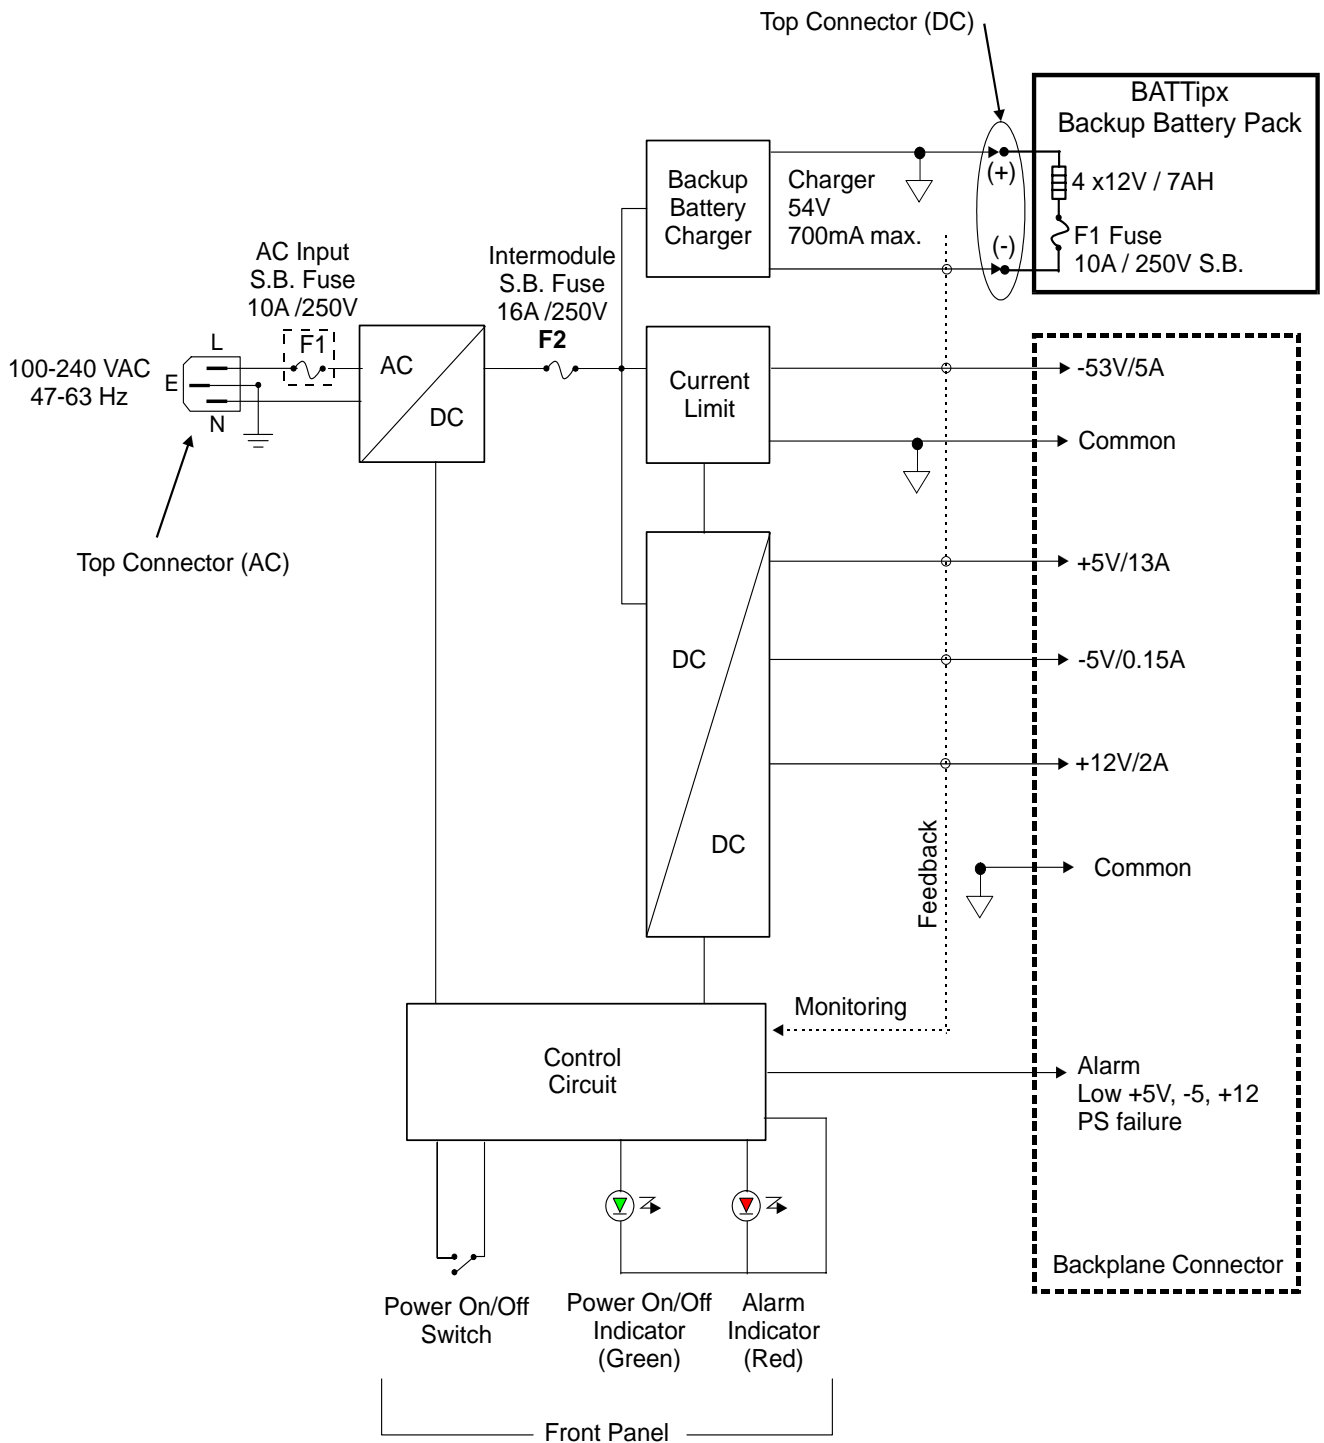 Top Connector (DC)
BATTipx
Backup Battery Pack
4 x12V / 7AH
F1 Fuse
10A / 250V S.B.
(+)
(-)
Backup
Battery
Charger
Charger
54V
700mA max.
AC Input
S.B. Fuse
10A /250V
F1
Intermodule
S.B. Fuse
16A /250V
F2
100-240 VAC
47-63 Hz
L
E
N
AC
DC
Current
Limit
-53V/5A
Common
Top Connector (AC)
+5V/13A
DC
-5V/0.15A
+12V/2A
DC
Feedback
Common
Monitoring
Control
Circuit
Alarm
Low +5V, -5, +12
PS failure
Backplane Connector
Power On/Off
Switch
Power On/Off
Indicator
(Green)
Alarm
Indicator
(Red)
Front Panel